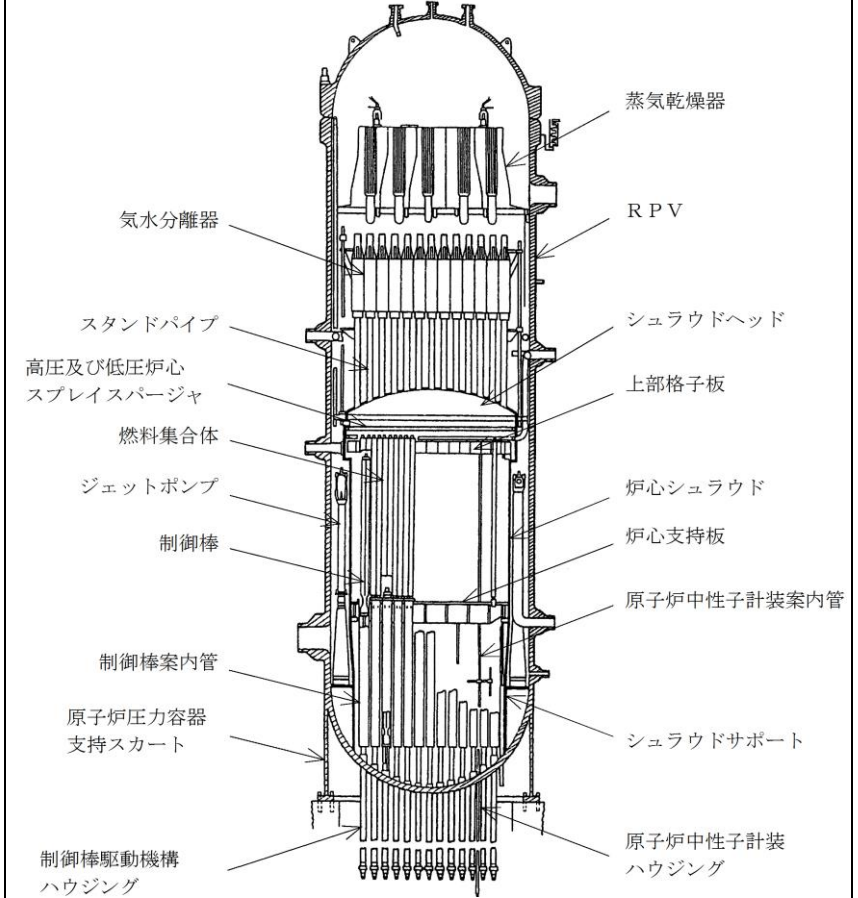 蒸気乾燥器
RPV
気水分離器
スタンドパイプ
シュラウドヘッド
高圧及び低圧炉心
スプレイスパージャ
上部格子板
燃料集合体
ジェットポンプ
炉心シュラウド
制御棒
炉心支持板
原子炉中性子計装案内管
制御棒案内管
原子炉圧力容器
支持スカート
シュラウドサポート
原子炉中性子計装
ハウジング
制御棒駆動機構
ハウジング